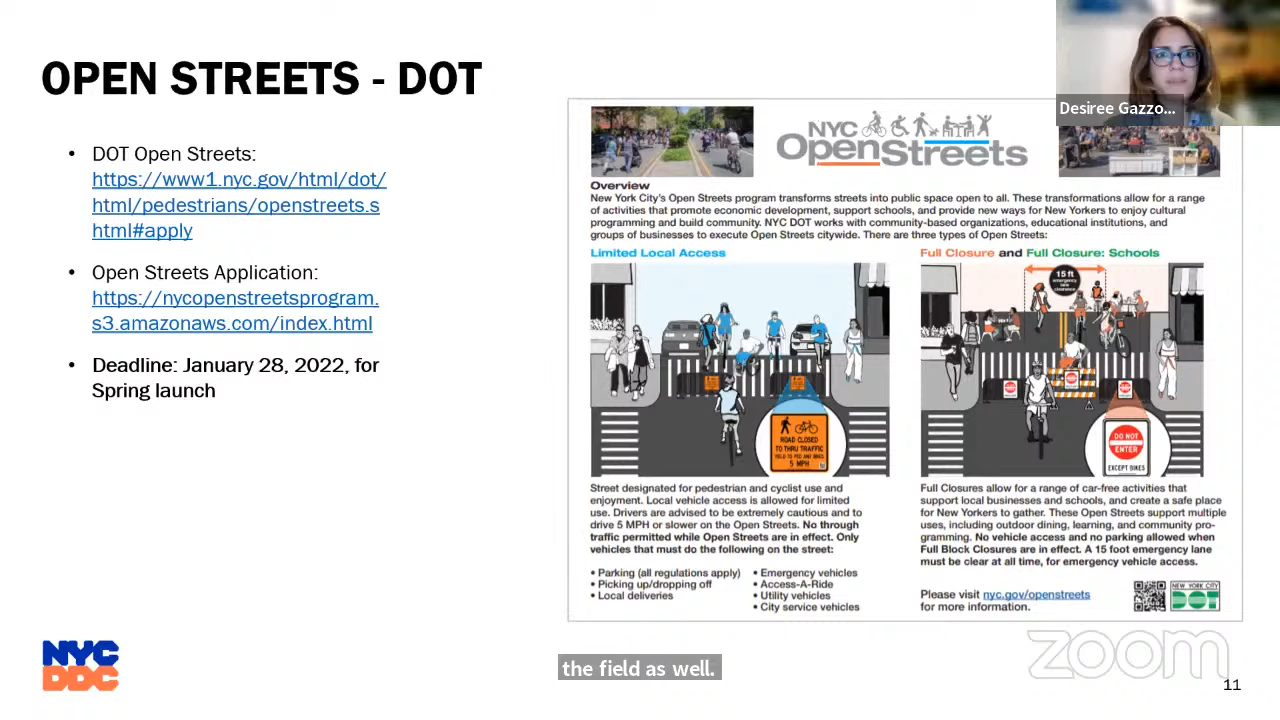 OPEN STREETS - DOT
Desiree Gazzo...
• DOT Open Streets:
https://www1.nyc.gov/html/dot/
html/pedestrians/openstreets.s
html#apply
• Open Streets Application:
https://nycopenstreetsprogram.
s3.amazonaws.com/index.html
• Deadline: January 28, 2022, for
Spring launch
NYC
OpenStreets
Overview
New York City's Open Streets program transforms streets into public space open to all. These transformations allow for a range
of activities that promote economic development, support schools, and provide new ways for New Yorkers to enjoy cultural
programming and build community. NYC DOT works with community-based organizations, educational institutions, and
groups of businesses to execute Open Streets citywide. There are three types of Open Streets:
Limited Local Access
ROAD CLOSED
TO THRU TRAFFIC
YIELD TO PED AND BIKES
5 MPH
Street designated for pedestrian and cyclist use and
enjoyment. Local vehicle access is allowed for limited
use. Drivers are advised to be extremely cautious and to
drive 5 MPH or slower on the Open Streets. No through
traffic permitted while Open Streets are in effect. Only
vehicles that must do the following on the street:
• Parking (all regulations apply)
• Picking up/dropping off
• Local deliveries
• Emergency vehicles
• Access-A-Ride
• Utility vehicles
• City service vehicles
Full Closure and Full Closure: Schools
15 ft
emergency
lane
clearance
DO NOT
ENTER
EXCEPT BIKES
Full Closures allow for a range of car-free activities that
support local businesses and schools, and create a safe place
for New Yorkers to gather. These Open Streets support multiple
uses, including outdoor dining, learning, and community pro-
gramming. No vehicle access and no parking allowed when
Full Block Closures are in effect. A 15 foot emergency lane
must be clear at all time, for emergency vehicle access.
Please visit nyc.gov/openstreets
for more information.
NEW YORK CITY
DOT
NYC
DDC
the field as well.
zoom
11